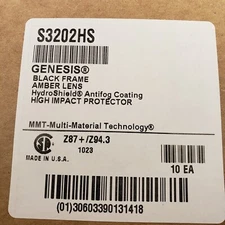 S3202HS
GENESIS®
BLACK FRAME
AMBER LENS
HydroShield® Antifog Coating
HIGH IMPACT PROTECTOR
MMT-Multi-Material Technology®
Z87+/Z94.3
1023
MADE IN U.S.A.
10 EA
(01)30603390131418